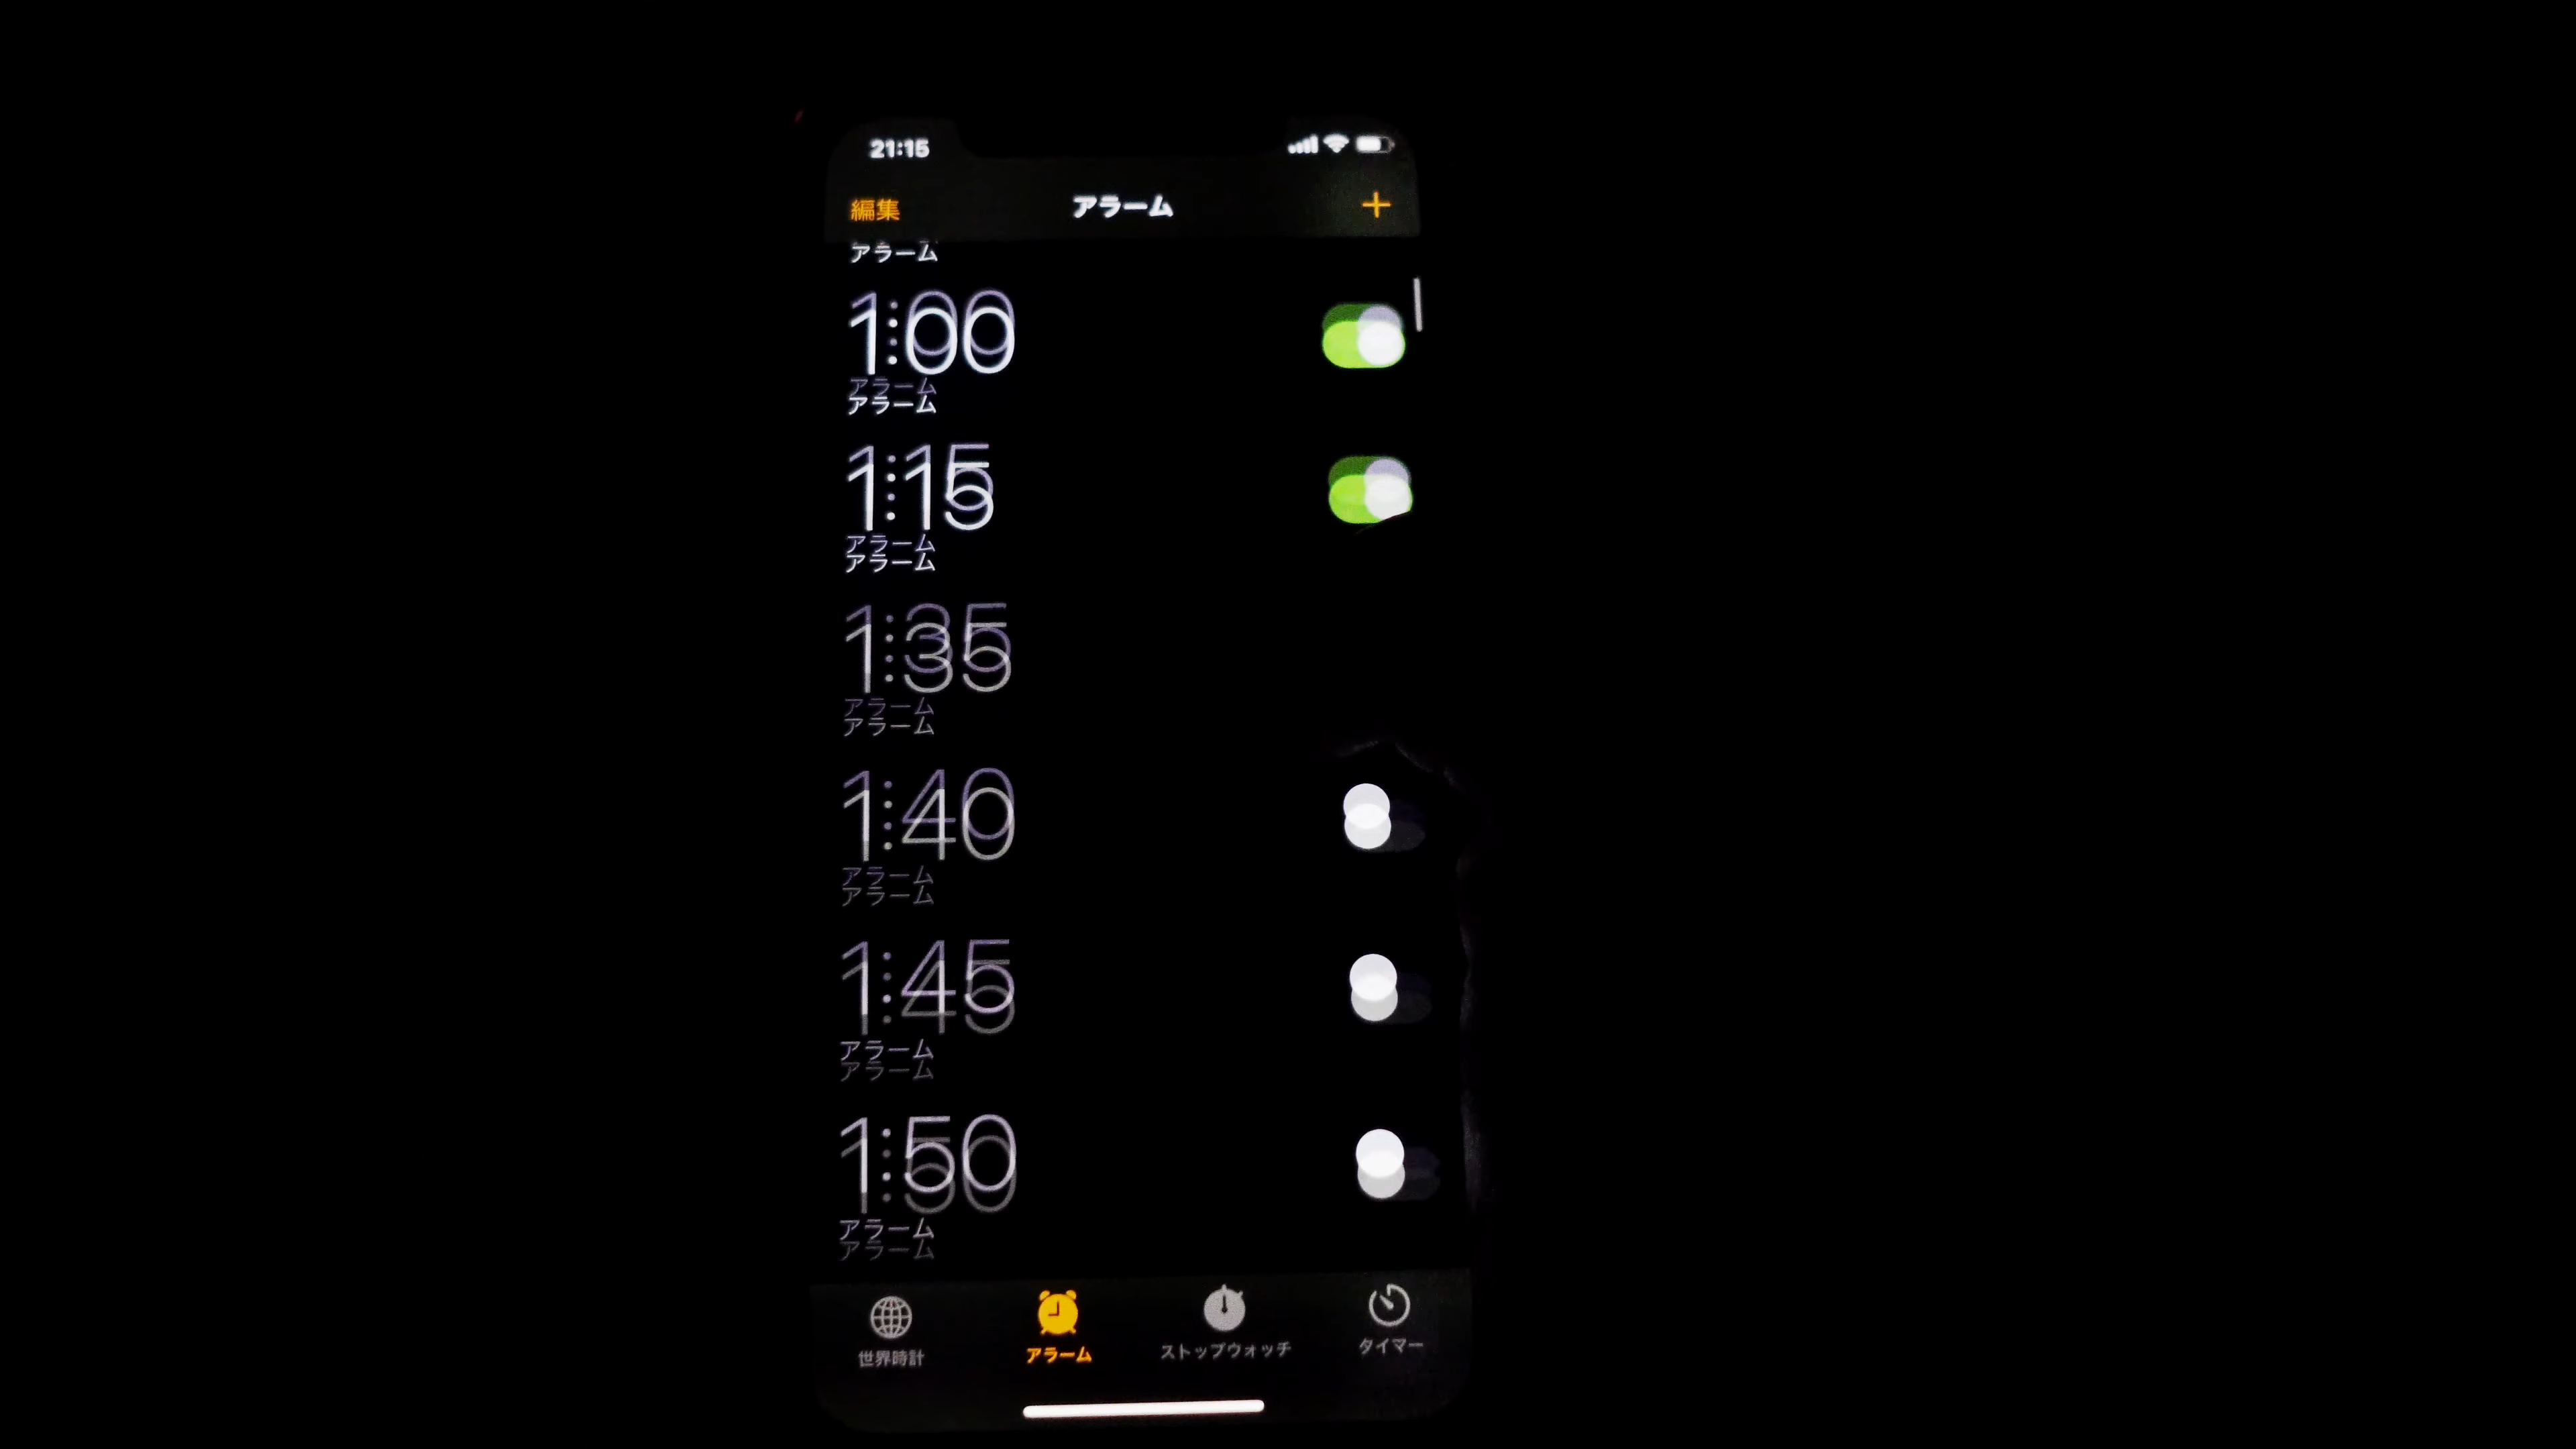 21:15
編集 アラーム +
アラーム
1:00
アラーム
1:15
アラーム
1:35
アラーム
1:40
アラーム
1:45
アラーム
1:50
アラーム
世界時計 アラーム ストップウォッチ タイマー